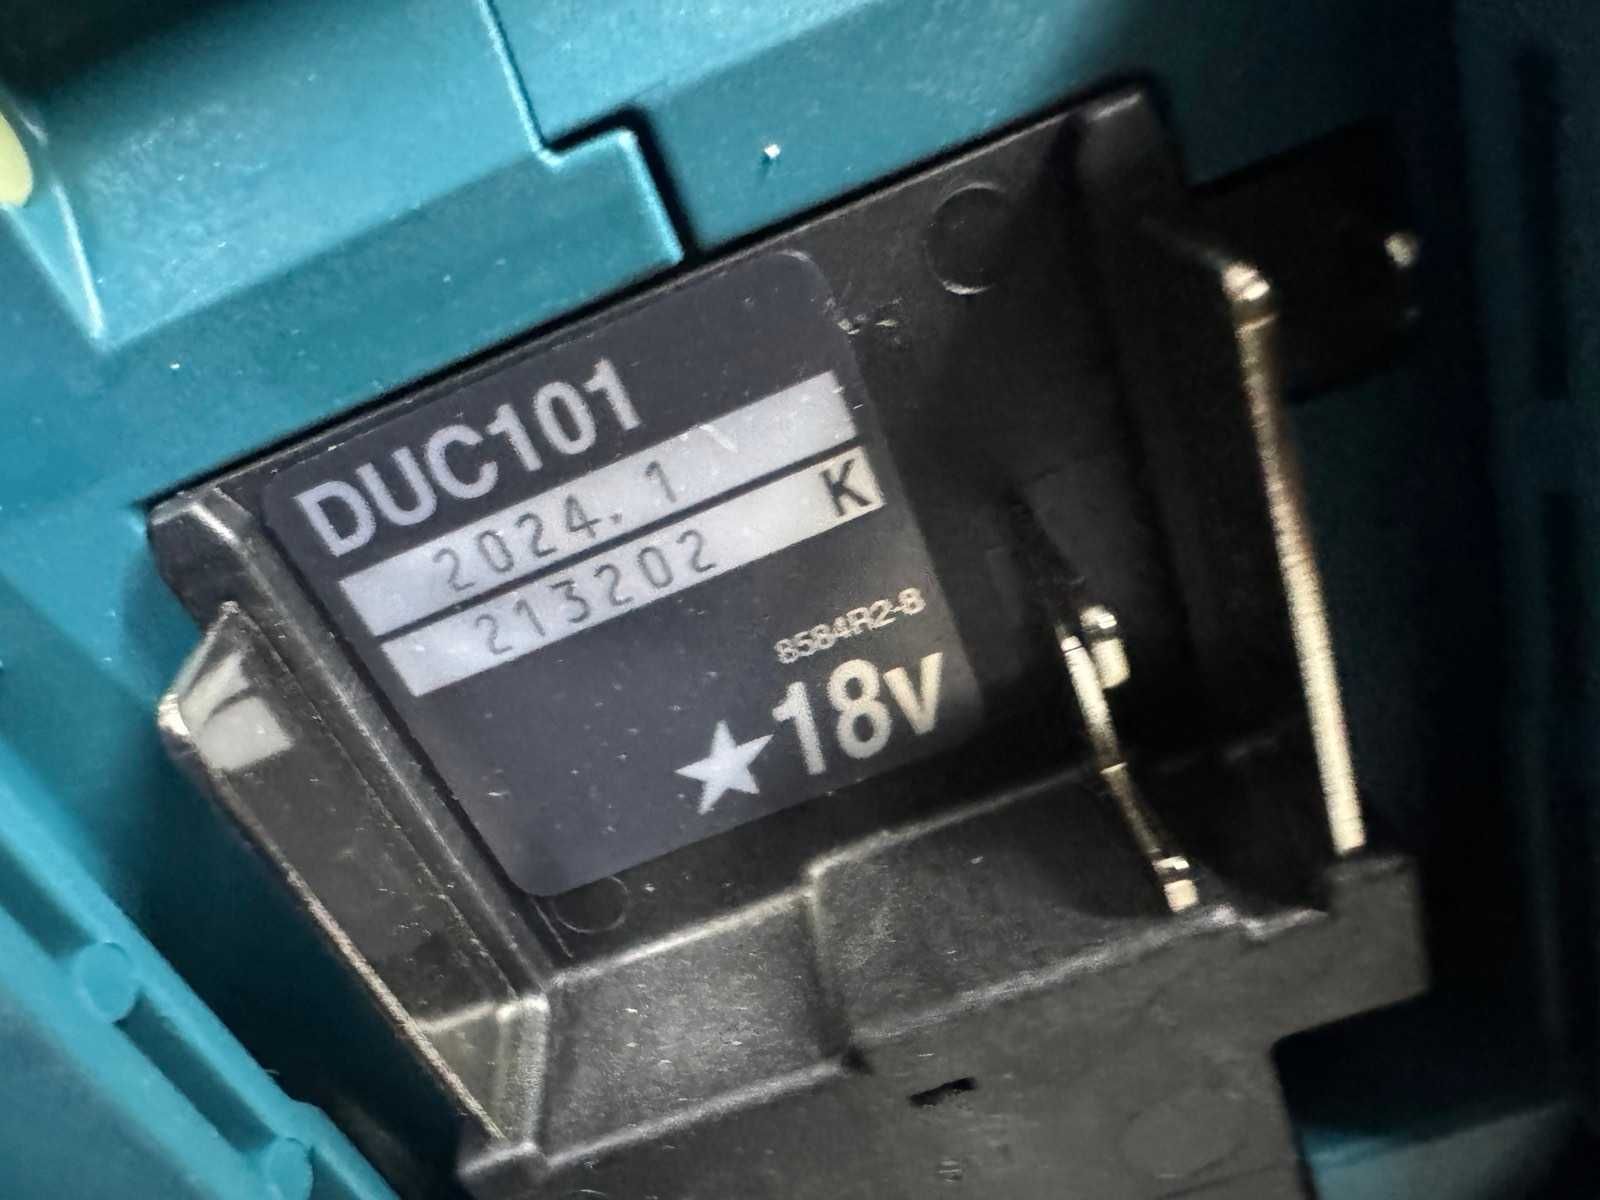 DUC101
2024. 1
213202 K
8584R2-8
★18v